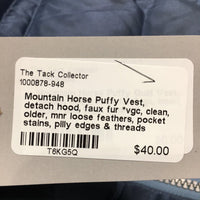 The Tack Collector
1000878-948
Mountain Horse Puffy Vest,
detach hood, faux fur *vgc, clean,
older, mnr loose feathers, pocket
stains, pilly edges & threads
T6KG5Q
$40.00